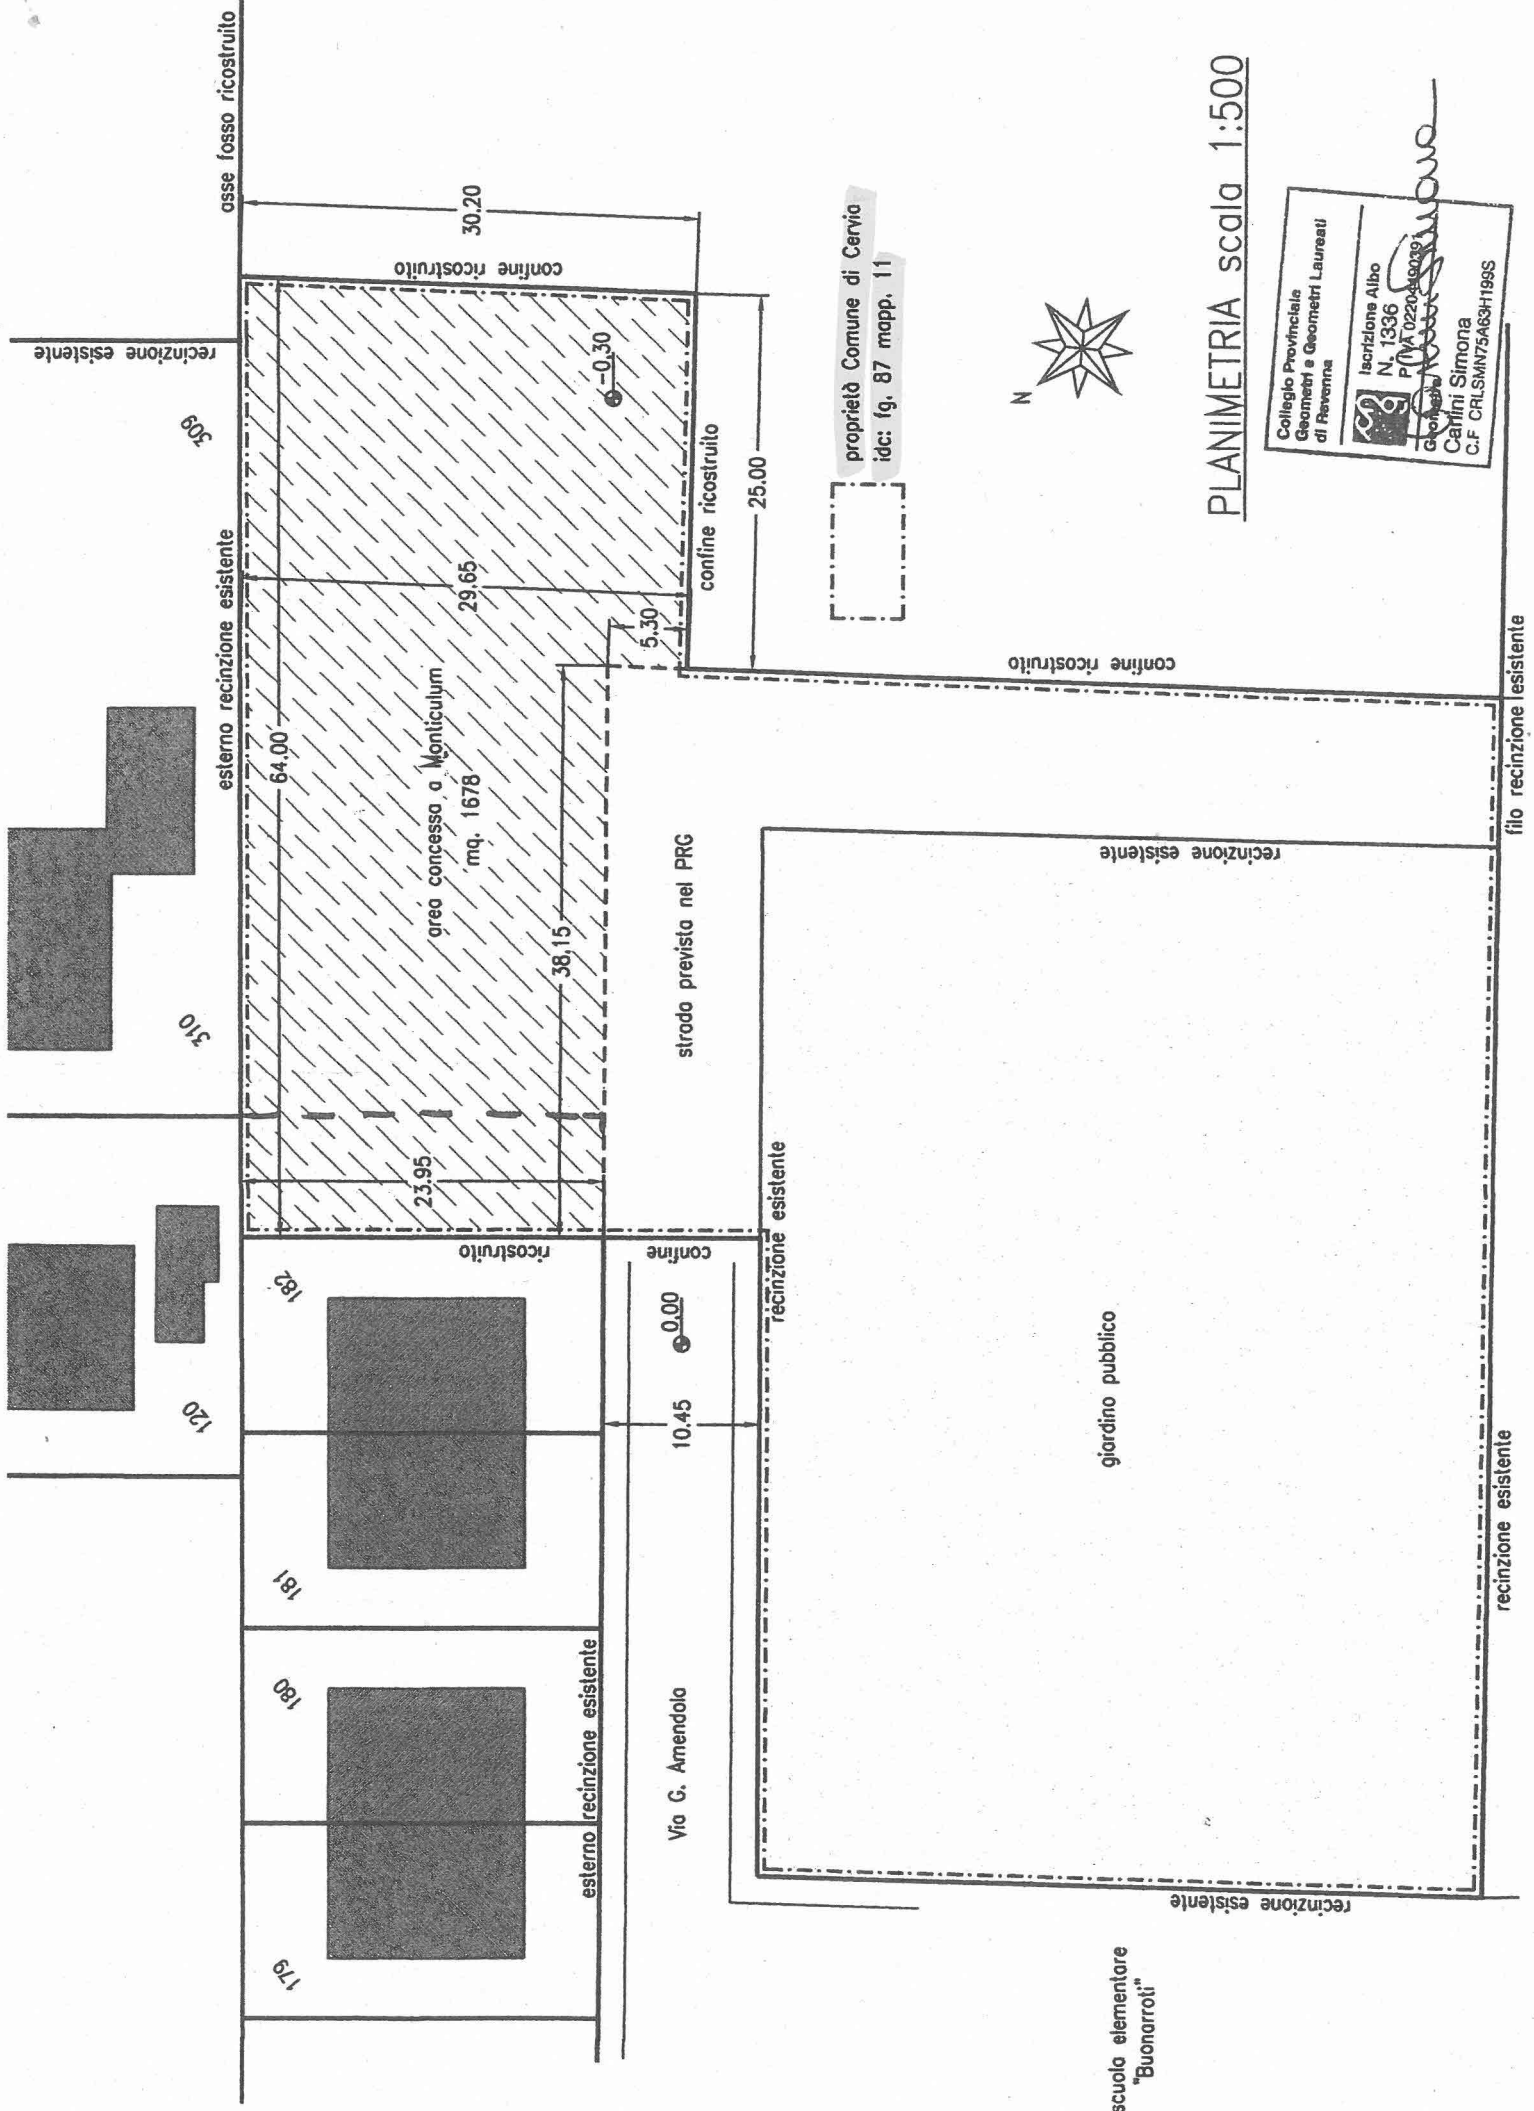 asse fosso ricostruito
esterno recinzione esistente
recinzione esistente
309
310
120
64.00
30.20
confine ricostruito
-0.30
29.65
5.30
area concessa a Monticulum
mq. 1678
38.15
23.95
confine ricostruito
25.00
182
181
180
179
ricostruito
confine
esterno recinzione esistente
strada prevista nel PRG
0.00
10.45
Via G. Amendola
recinzione esistente
confine ricostruito
recinzione esistente
giardino pubblico
recinzione esistente
recinzione esistente
filo recinzione esistente
scuola elementare
"Buonarroti"
proprietà Comune di Cervia
idc: fg. 87 mapp. 11
N
PLANIMETRIA scala 1:500
Collegio Provinciale
Geometri e Geometri Laureati
di Ravenna
Iscrizione Albo
N. 1336
P.IVA 02204490391
Geometra
Carlini Simona
C.F CRLSMN75A63H199S